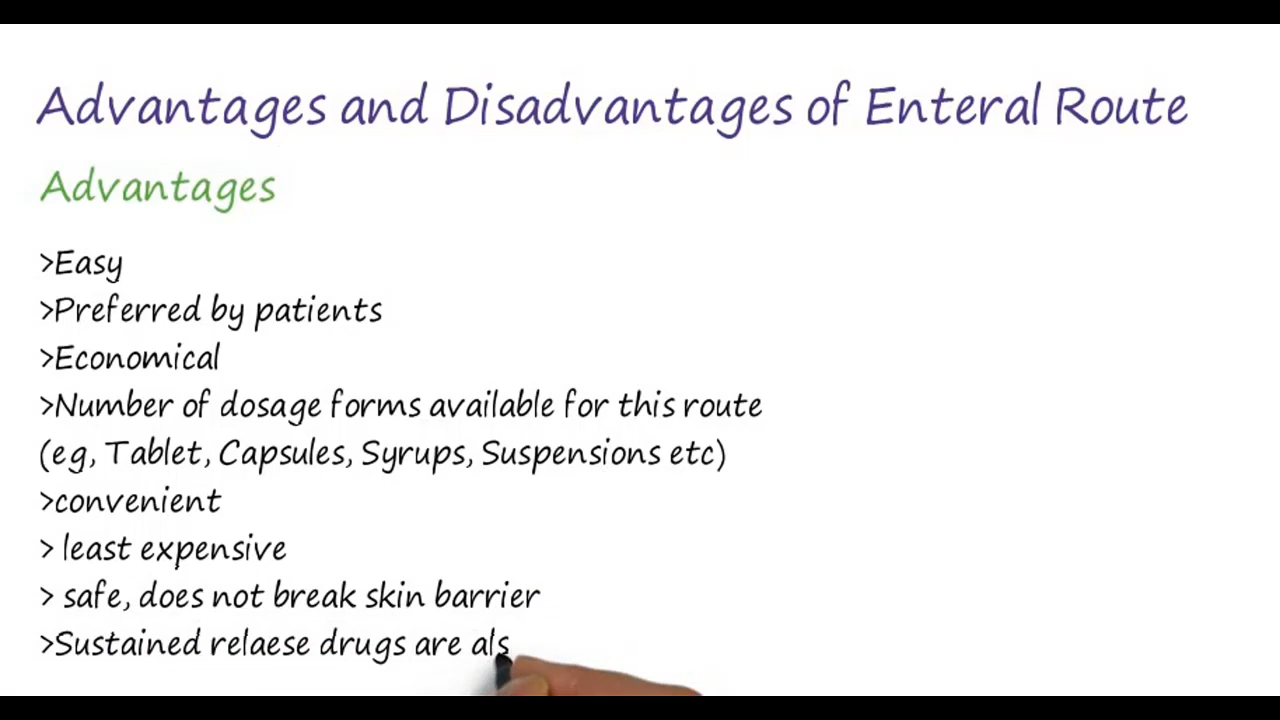 Advantages and Disadvantages of Enteral Route
Advantages
>Easy
>Preferred by patients
>Economical
>Number of dosage forms available for this route
(eg, Tablet, Capsules, Syrups, Suspensions etc)
>convenient
> least expensive
> safe, does not break skin barrier
>Sustained relaese drugs are als